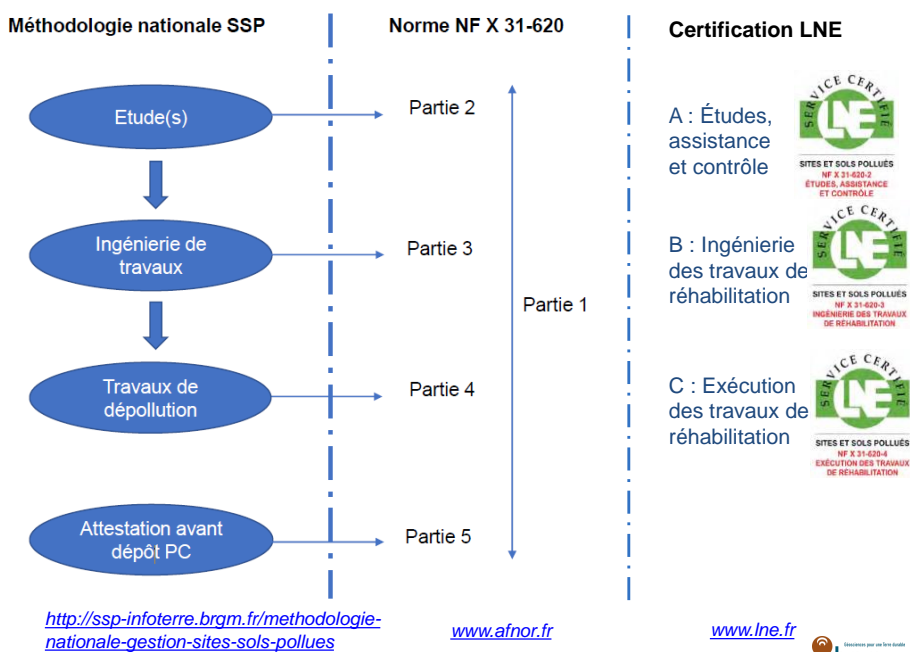 Méthodologie nationale SSP
Norme NF X 31-620
Certification LNE
Etude(s)
Partie 2
A : Études,
assistance
et contrôle
SERVICE CERTIFIÉ
LNE
SITES ET SOLS POLLUÉS
NF X 31-620-2
ÉTUDES, ASSISTANCE
ET CONTRÔLE
Ingénierie de
travaux
Partie 3
Partie 1
B : Ingénierie
des travaux de
réhabilitation
SERVICE CERTIFIÉ
LNE
SITES ET SOLS POLLUÉS
NF X 31-620-3
INGÉNIERIE DES TRAVAUX
DE RÉHABILITATION
Travaux de
dépollution
Partie 4
C : Exécution
des travaux de
réhabilitation
SERVICE CERTIFIÉ
LNE
SITES ET SOLS POLLUÉS
NF X 31-620-4
EXÉCUTION DES TRAVAUX
DE RÉHABILITATION
Attestation avant
dépôt PC
Partie 5
http://ssp-infoterre.brgm.fr/methodologie-
nationale-gestion-sites-sols-pollues
www.afnor.fr
www.lne.fr
Géosciences pour une Terre durable